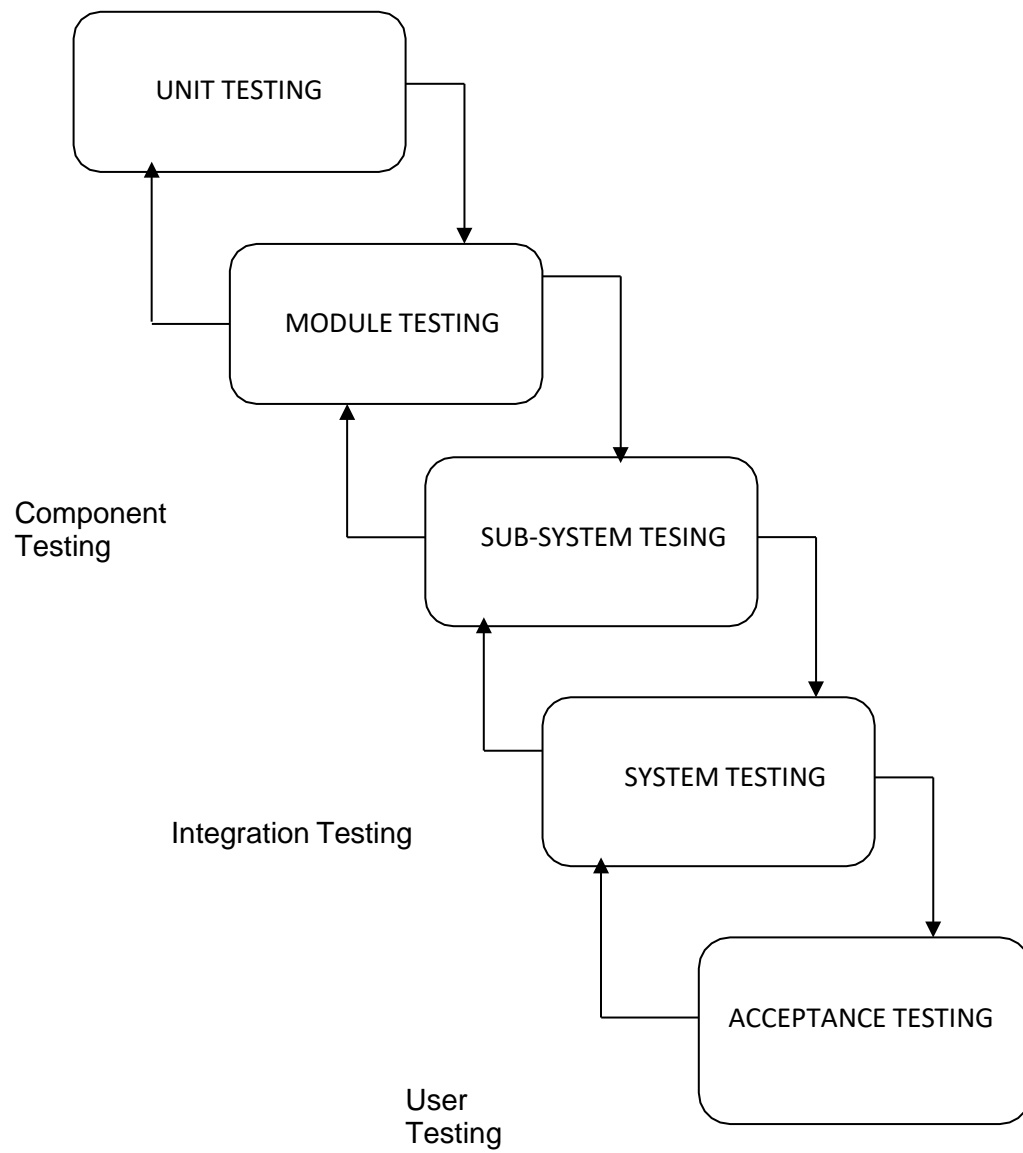 UNIT TESTING
MODULE TESTING
Component
Testing
SUB-SYSTEM TESING
SYSTEM TESTING
Integration Testing
ACCEPTANCE TESTING
User
Testing